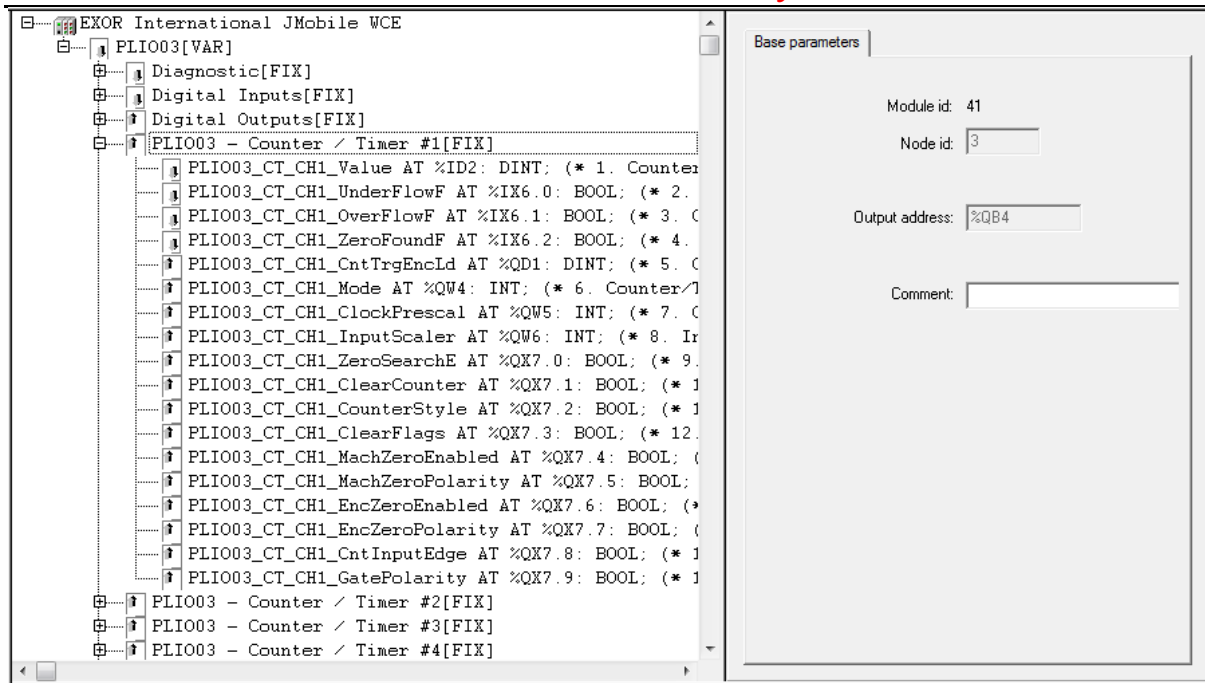 EXOR International JMobile WCE
PLIO03[VAR]
Diagnostic[FIX]
Digital Inputs[FIX]
Digital Outputs[FIX]
PLIO03 - Counter / Timer #1[FIX]
PLIO03_CT_CH1_Value AT %ID2: DINT; (* 1. Counter
PLIO03_CT_CH1_UnderFlowF AT %IX6.0: BOOL; (* 2.
PLIO03_CT_CH1_OverFlowF AT %IX6.1: BOOL; (* 3.
PLIO03_CT_CH1_ZeroFoundF AT %IX6.2: BOOL; (* 4.
PLIO03_CT_CH1_CntTrgEncLd AT %QD1: DINT; (* 5.
PLIO03_CT_CH1_Mode AT %QW4: INT; (* 6. Counter/
PLIO03_CT_CH1_ClockPrescal AT %QW5: INT; (* 7.
PLIO03_CT_CH1_InputScaler AT %QW6: INT; (* 8.
PLIO03_CT_CH1_ZeroSearchE AT %QX7.0: BOOL; (* 9.
PLIO03_CT_CH1_ClearCounter AT %QX7.1: BOOL; (* 1
PLIO03_CT_CH1_CounterStyle AT %QX7.2: BOOL; (* 1
PLIO03_CT_CH1_ClearFlags AT %QX7.3: BOOL; (* 12.
PLIO03_CT_CH1_MachZeroEnabled AT %QX7.4: BOOL; (
PLIO03_CT_CH1_MachZeroPolarity AT %QX7.5: BOOL;
PLIO03_CT_CH1_EncZeroEnabled AT %QX7.6: BOOL; (*
PLIO03_CT_CH1_EncZeroPolarity AT %QX7.7: BOOL; (
PLIO03_CT_CH1_CntInputEdge AT %QX7.8: BOOL; (* 1
PLIO03_CT_CH1_GatePolarity AT %QX7.9: BOOL; (* 1
PLIO03 - Counter / Timer #2[FIX]
PLIO03 - Counter / Timer #3[FIX]
PLIO03 - Counter / Timer #4[FIX]
Base parameters
Module id: 41
Node id: 3
Output address: %QB4
Comment: